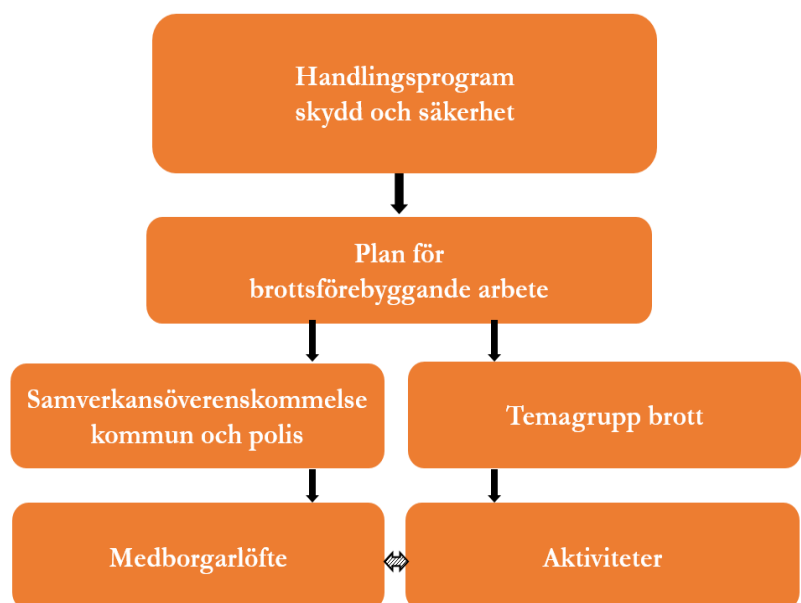 Handlingsprogram
skydd och säkerhet
Plan för
brottsförebyggande arbete
Samverkansöverenskommelse
kommun och polis
Temagrupp brott
Medborgarlöfte
Aktiviteter